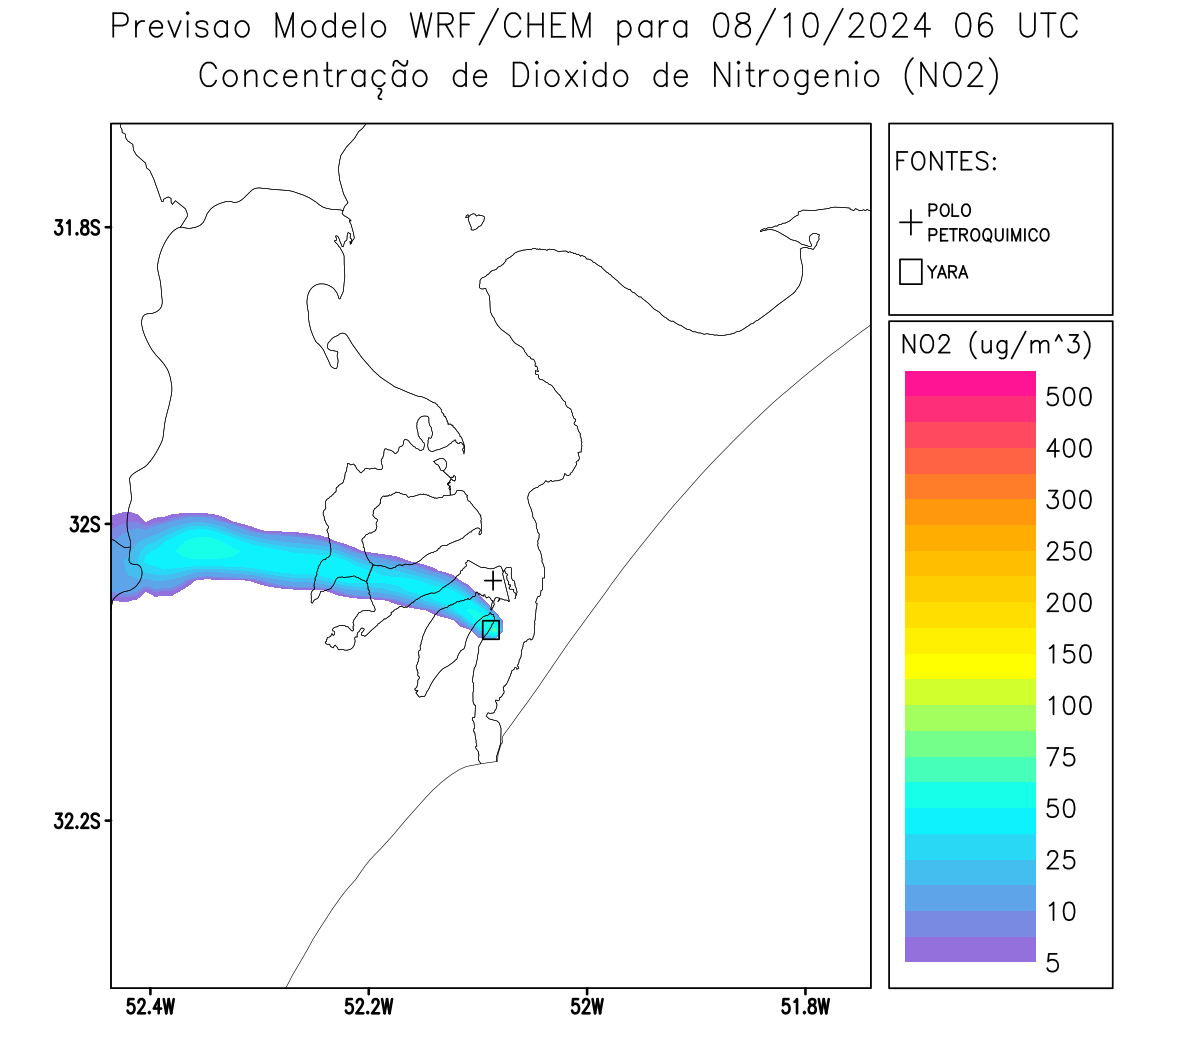 Previsao Modelo WRF/CHEM para 08/10/2024 06 UTC
Concentração de Dioxido de Nitrogenio (NO2)
FONTES:
POLO
PETROQUIMICO
YARA
31.8S
32S
32.2S
52.4W
52.2W
52W
51.8W
NO2 (ug/m^3)
500
400
300
250
200
150
100
75
50
25
10
5